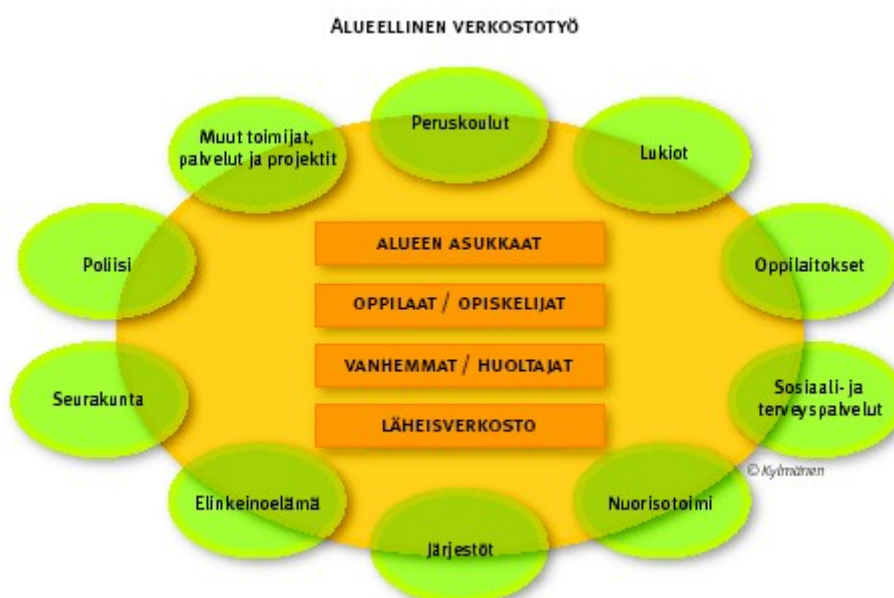 ALUEELLINEN VERKOSTOTYÖ
Peruskoulut
Muut toimijat,
palvelut ja projektit
Lukiot
Poliisi
Oppilaitokset
ALUEEN ASUKKAAT
OPPILAAT / OPISKELIJAT
VANHEMMAT / HUOLTAJAT
LÄHEISVERKOSTO
Seurakunta
Sosiaali- ja
terveyspalvelut
© Kylmänen
Elinkeinoelämä
Nuorisotoimi
Järjestöt